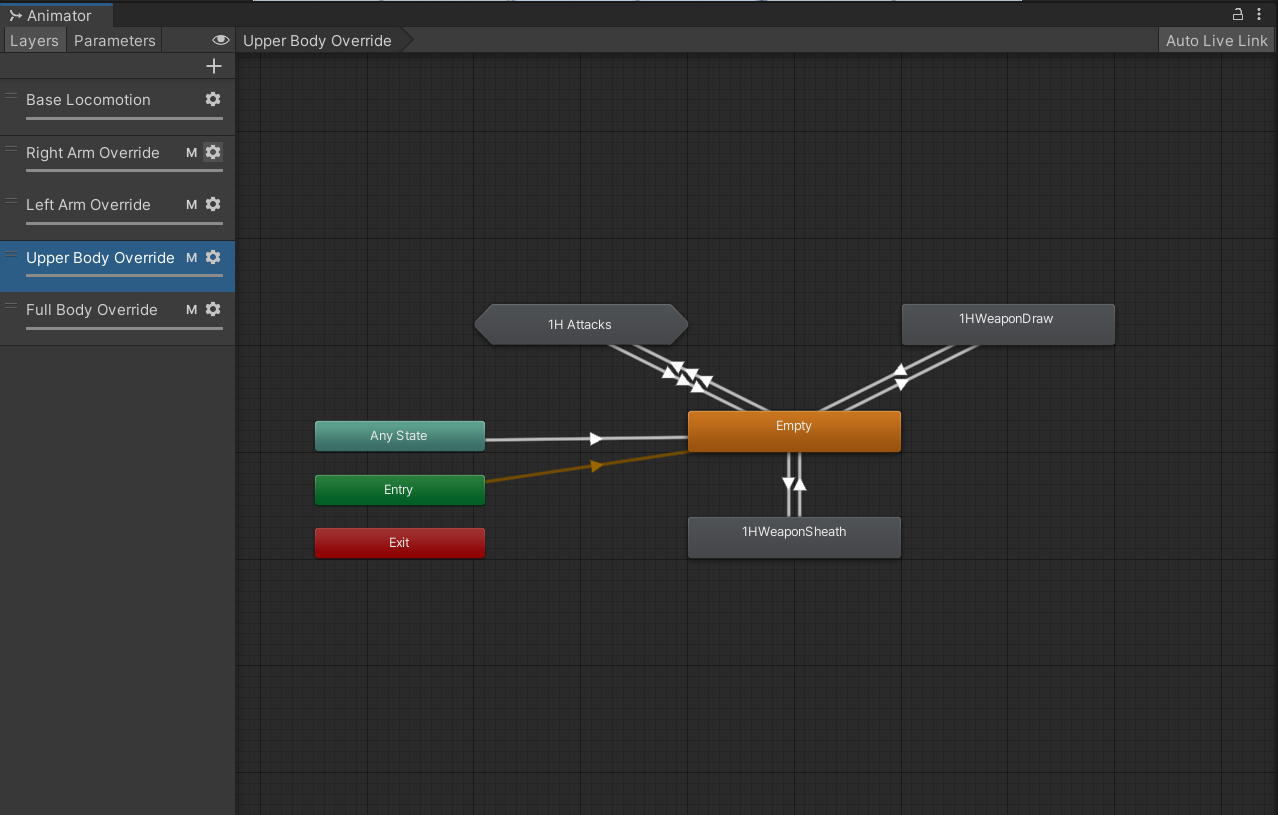 Animator
Layers Parameters
Upper Body Override
Auto Live Link
Base Locomotion
Right Arm Override M
Left Arm Override M
Upper Body Override M
Full Body Override M
1H Attacks
1HWeaponDraw
Any State
Empty
Entry
1HWeaponSheath
Exit